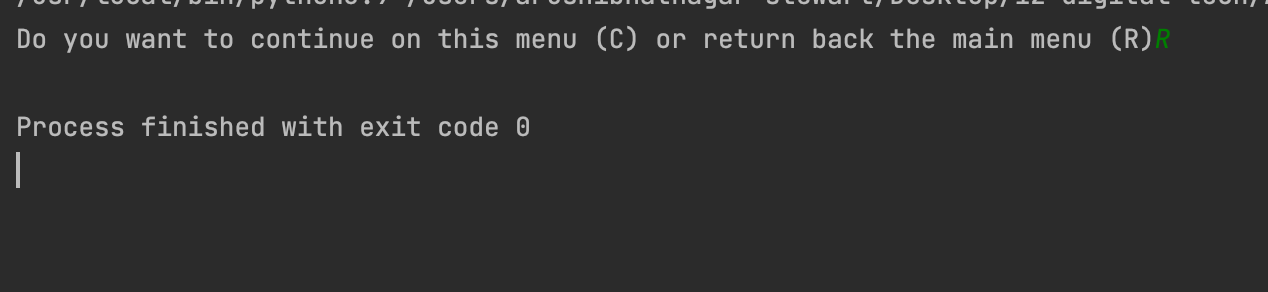 Do you want to continue on this menu (C) or return back the main menu (R)R
Process finished with exit code 0